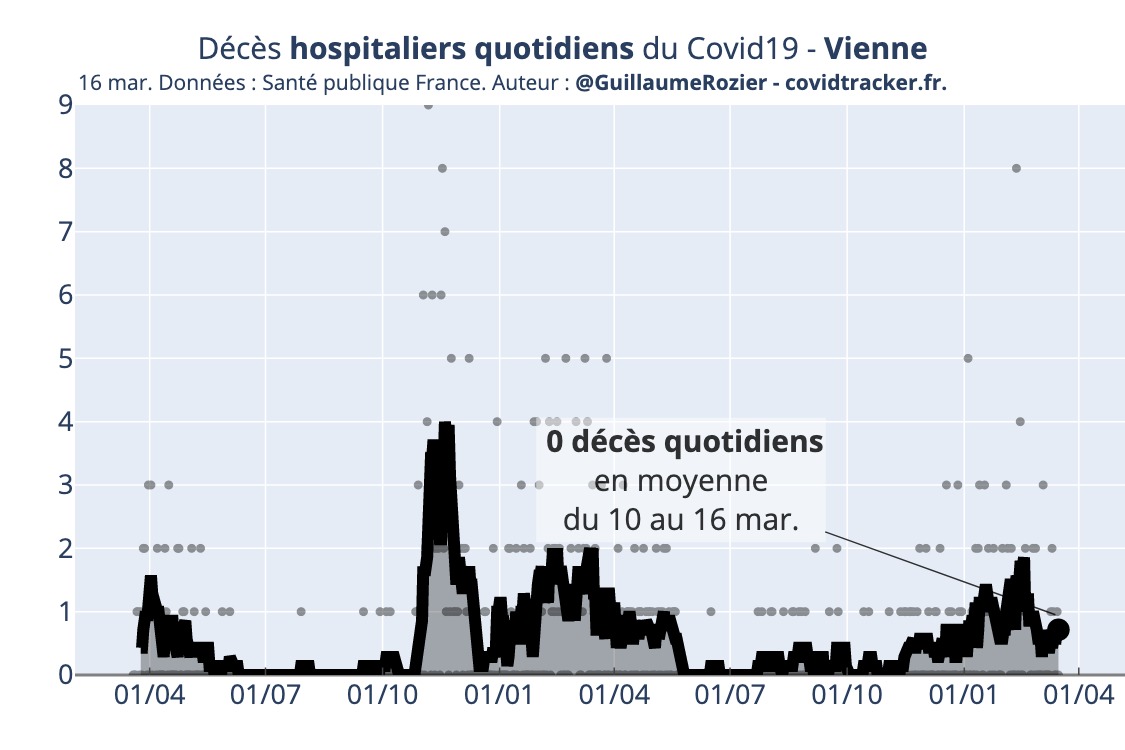 Décès hospitaliers quotidiens du Covid19 - Vienne
16 mar. Données : Santé publique France. Auteur : @GuillaumeRozier - covidtracker.fr.
9
8
7
6
5
4
3
2
1
0
0 décès quotidiens
en moyenne
du 10 au 16 mar.
01/04 01/07 01/10 01/01 01/04 01/07 01/10 01/01 01/04